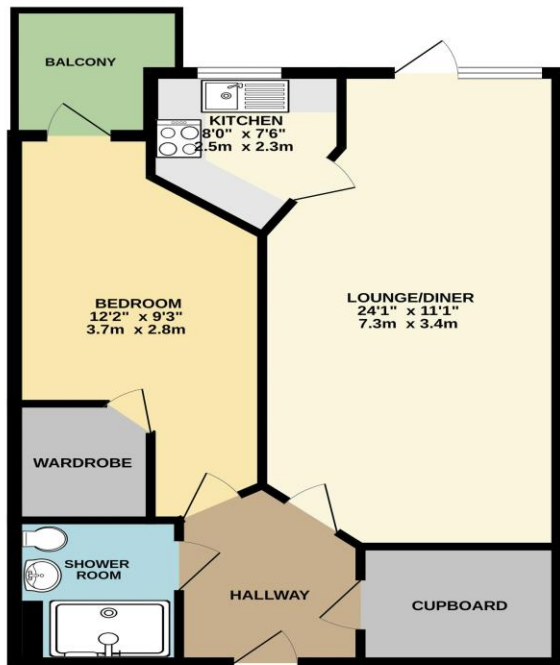 BALCONY
KITCHEN
8'0" x 7'6"
2.5m x 2.3m
BEDROOM
12'2" x 9'3"
3.7m x 2.8m
LOUNGE/DINER
24'1" x 11'1"
7.3m x 3.4m
WARDROBE
SHOWER
ROOM
HALLWAY
CUPBOARD